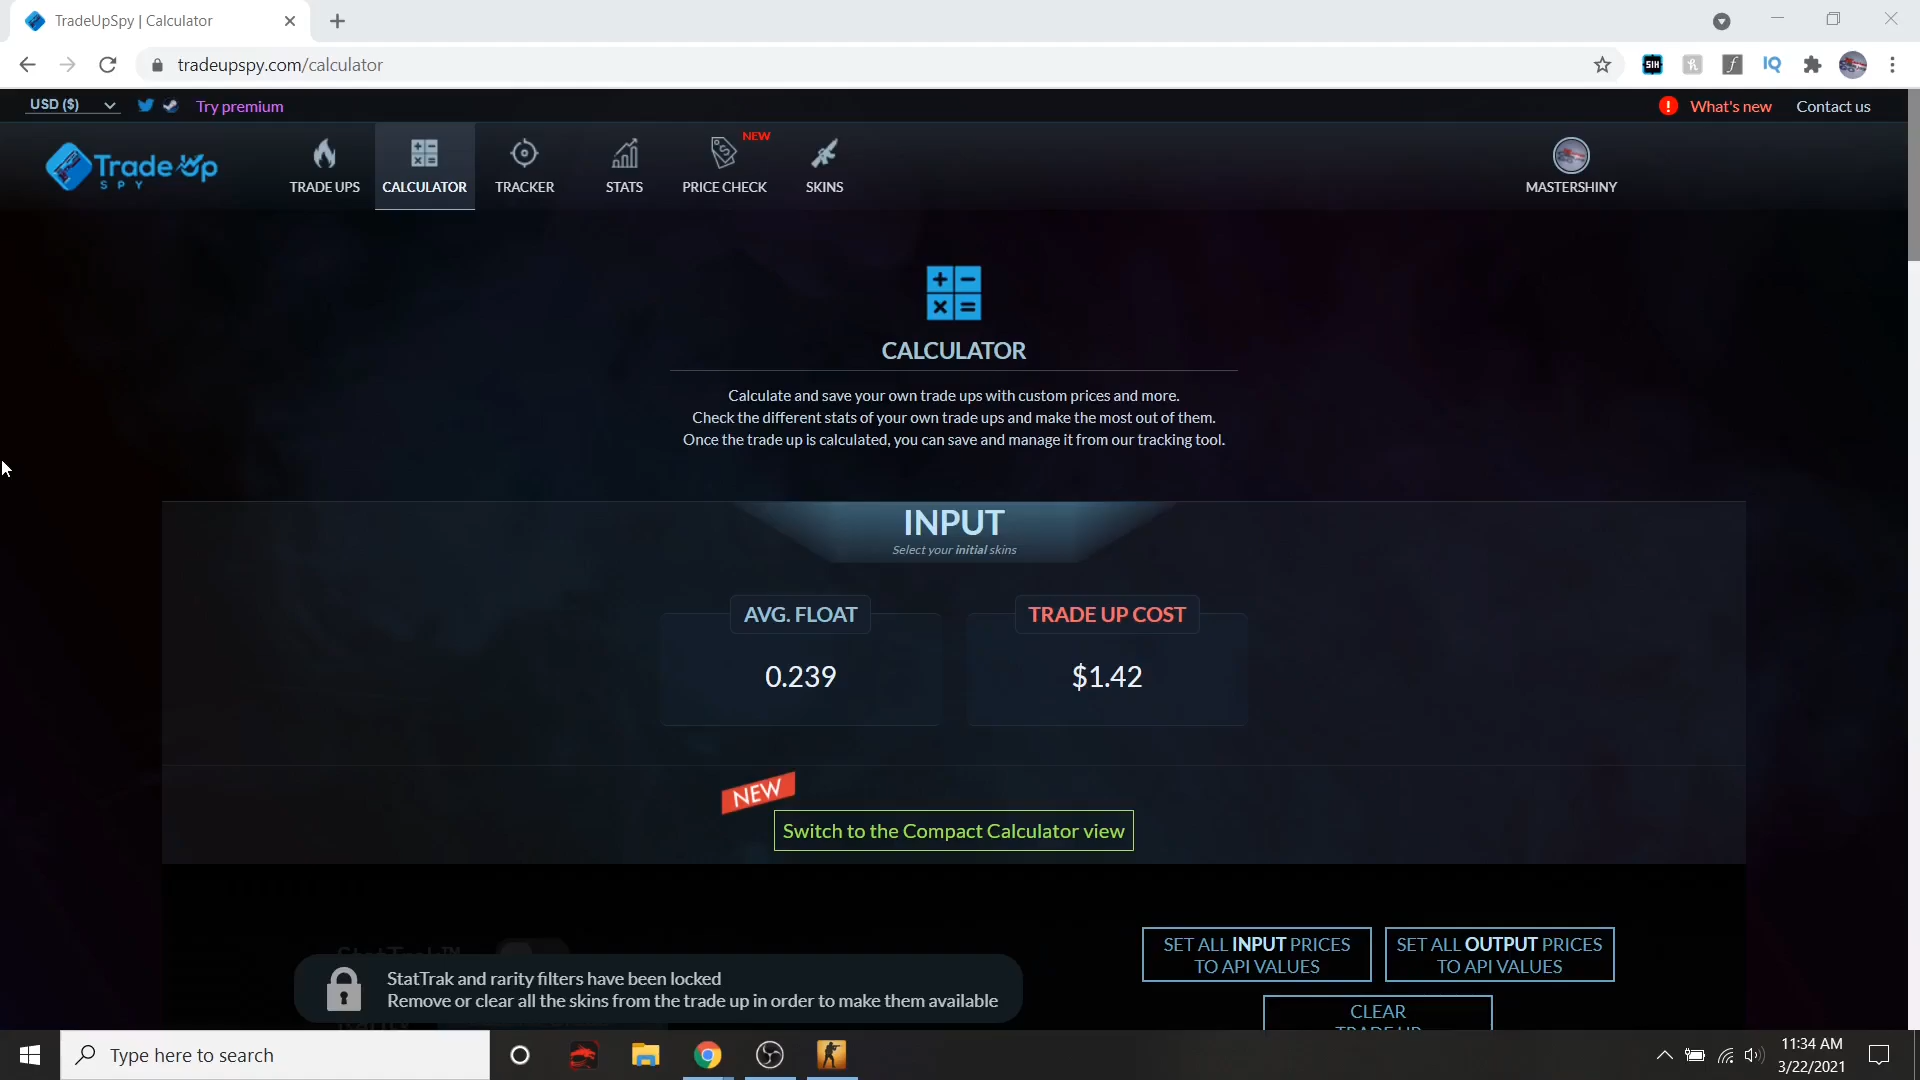 TradeUpSpy | Calculator
tradeupspy.com/calculator
SIH
IQ
USD ($)
Try premium
What's new
Contact us
Trade Up
SPY
TRADE UPS
CALCULATOR
TRACKER
STATS
NEW
PRICE CHECK
SKINS
MASTERSHINY
CALCULATOR
Calculate and save your own trade ups with custom prices and more.
Check the different stats of your own trade ups and make the most out of them.
Once the trade up is calculated, you can save and manage it from our tracking tool.
INPUT
Select your initial skins
AVG. FLOAT
0.239
TRADE UP COST
$1.42
NEW
Switch to the Compact Calculator view
SET ALL INPUT PRICES
TO API VALUES
SET ALL OUTPUT PRICES
TO API VALUES
StatTrak and rarity filters have been locked
Remove or clear all the skins from the trade up in order to make them available
CLEAR
TRADE UP
Type here to search
11:34 AM
3/22/2021